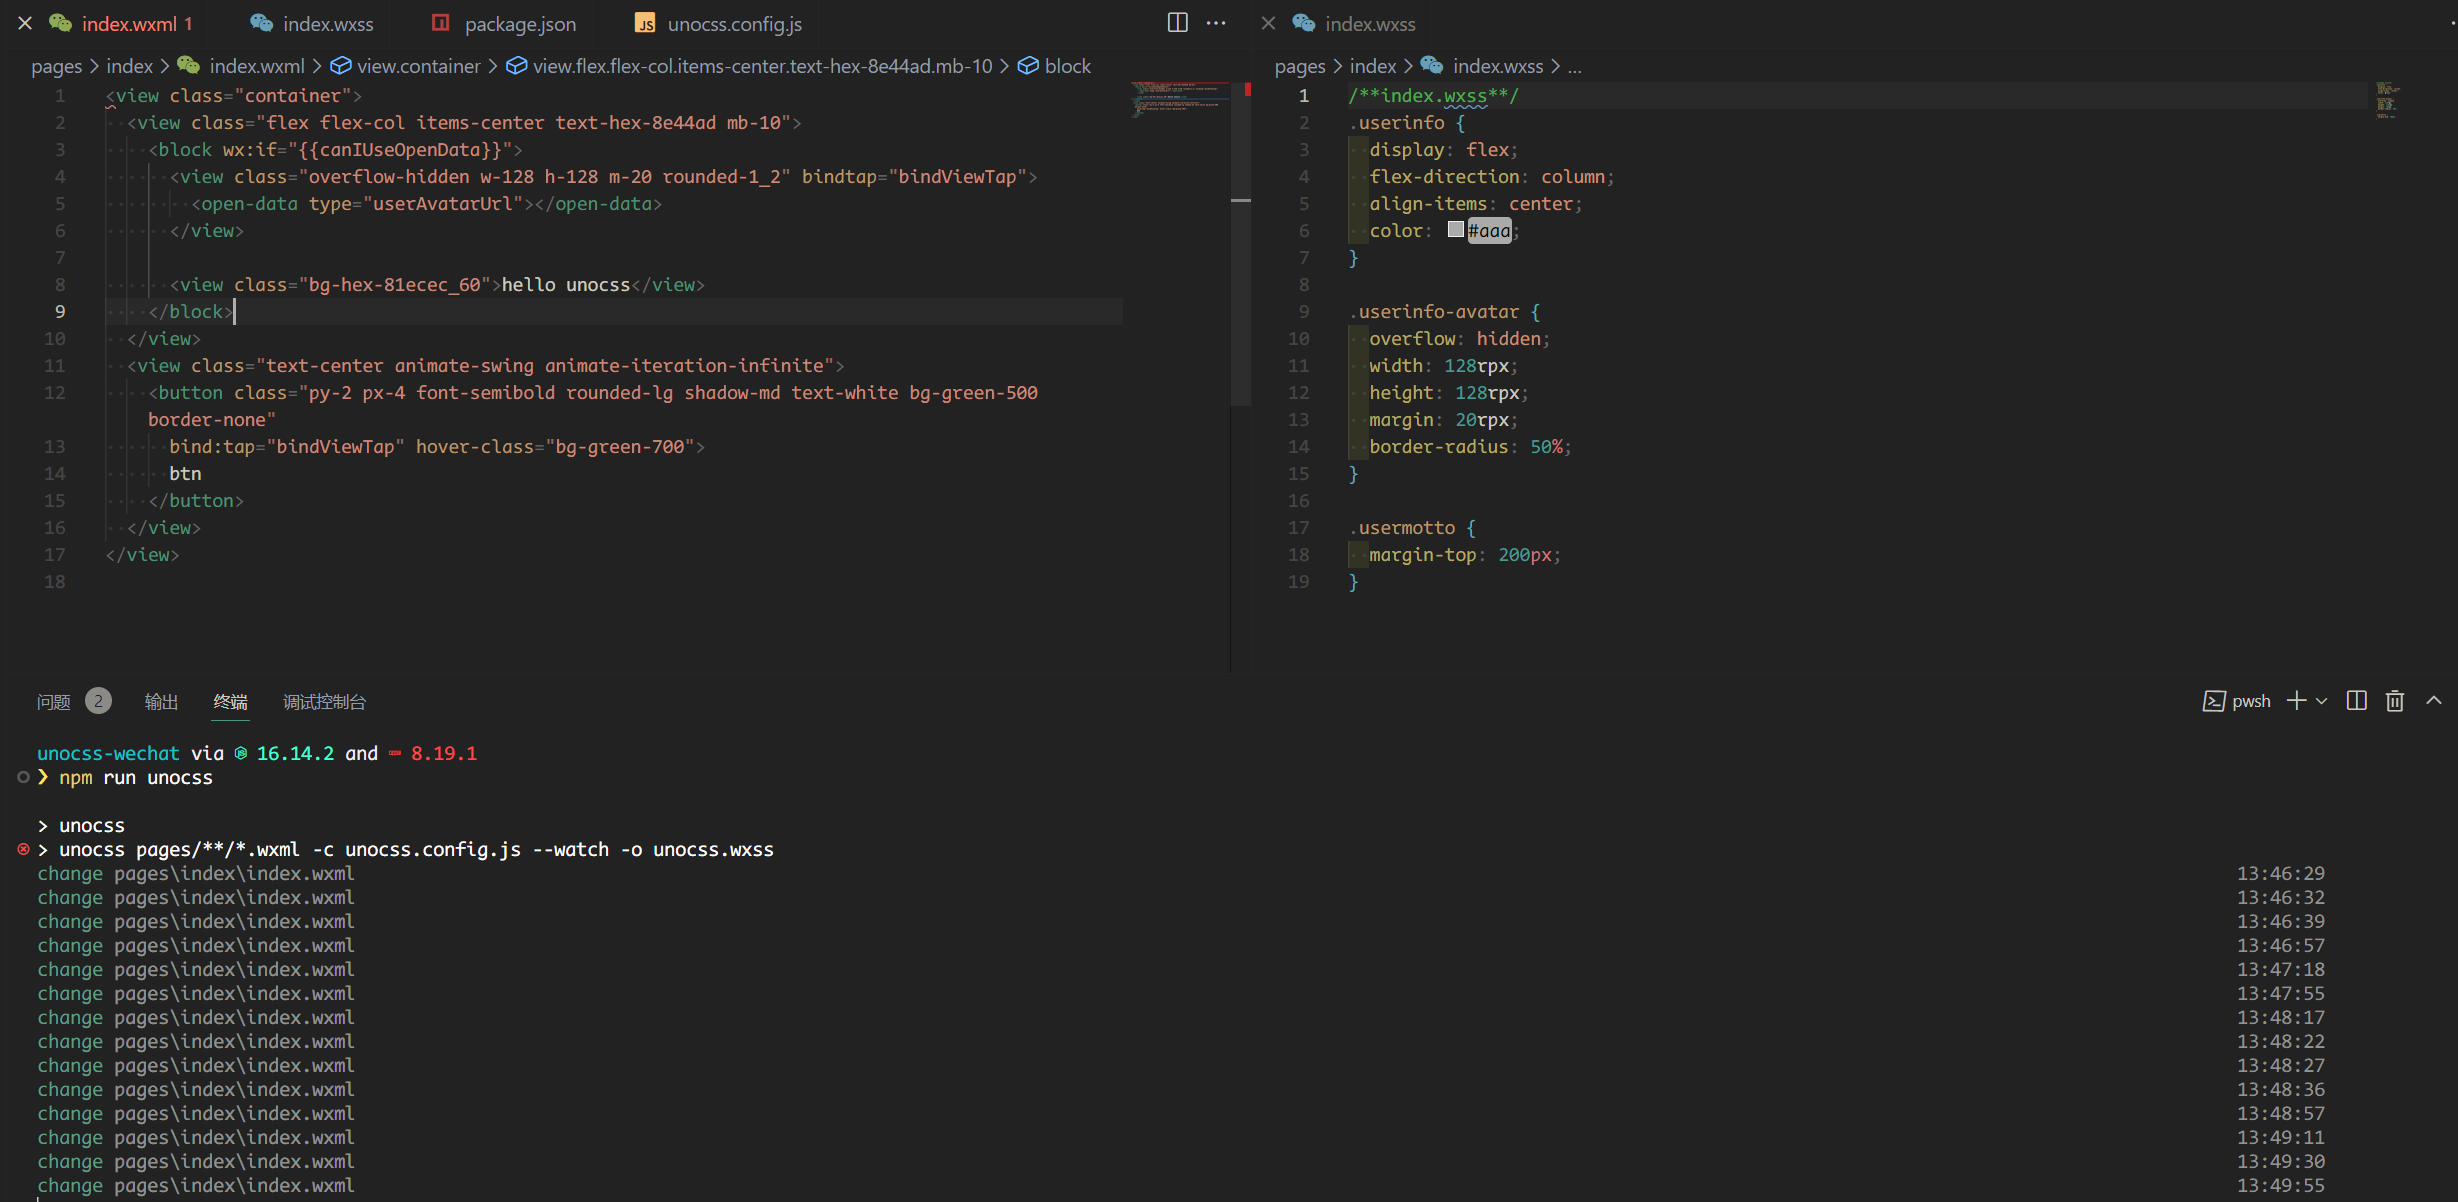 index.wxml 1
index.wxss
package.json
JS unocss.config.js
pages > index > index.wxml > view.container > view.flex.flex-col.items-center.text-hex-8e44ad.mb-10 > block
1 <view class="container">
2 <view class="flex flex-col items-center text-hex-8e44ad mb-10">
3 <block wx:if="{{canIUseOpenData}}">
4 <view class="overflow-hidden w-128 h-128 m-20 rounded-1_2" bindtap="bindViewTap">
5 <open-data type="userAvatarUrl"></open-data>
6 </view>
7
8 <view class="bg-hex-81ecec_60">hello unocss</view>
9 </block>
10 </view>
11 <view class="text-center animate-swing animate-iteration-infinite">
12 <button class="py-2 px-4 font-semibold rounded-lg shadow-md text-white bg-green-500
border-none"
13 bind:tap="bindViewTap" hover-class="bg-green-700">
14 btn
15 </button>
16 </view>
17 </view>
18
index.wxss
pages > index > index.wxss > ...
1 /**index.wxss**/
2 .userinfo {
3 display: flex;
4 flex-direction: column;
5 align-items: center;
6 color: #aaa;
7 }
8
9 .userinfo-avatar {
10 overflow: hidden;
11 width: 128rpx;
12 height: 128rpx;
13 margin: 20rpx;
14 border-radius: 50%;
15 }
16
17 .usermotto {
18 margin-top: 200px;
19 }
问题 2 输出 终端 调试控制台
pwsh
unocss-wechat via 16.14.2 and 8.19.1
❯ npm run unocss
> unocss
> unocss pages/**/*.wxml -c unocss.config.js --watch -o unocss.wxss
change pages\index\index.wxml 13:46:29
change pages\index\index.wxml 13:46:32
change pages\index\index.wxml 13:46:39
change pages\index\index.wxml 13:46:57
change pages\index\index.wxml 13:47:18
change pages\index\index.wxml 13:47:55
change pages\index\index.wxml 13:48:17
change pages\index\index.wxml 13:48:22
change pages\index\index.wxml 13:48:27
change pages\index\index.wxml 13:48:36
change pages\index\index.wxml 13:48:57
change pages\index\index.wxml 13:49:11
change pages\index\index.wxml 13:49:30
change pages\index\index.wxml 13:49:55